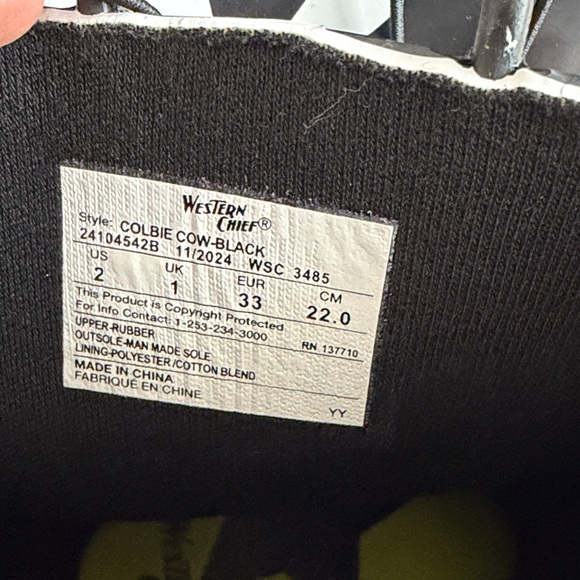 WESTERN
CHIEF®
Style: COLBIE COW-BLACK
24104542B 11/2024 WSC 3485
US UK EUR CM
2 1 33 22.0
This Product is Copyright Protected
For Info Contact: 1-253-234-3000 RN 137710
UPPER-RUBBER
OUTSOLE-MAN MADE SOLE
LINING-POLYESTER/COTTON BLEND
MADE IN CHINA
FABRIQUÉ EN CHINE
YY